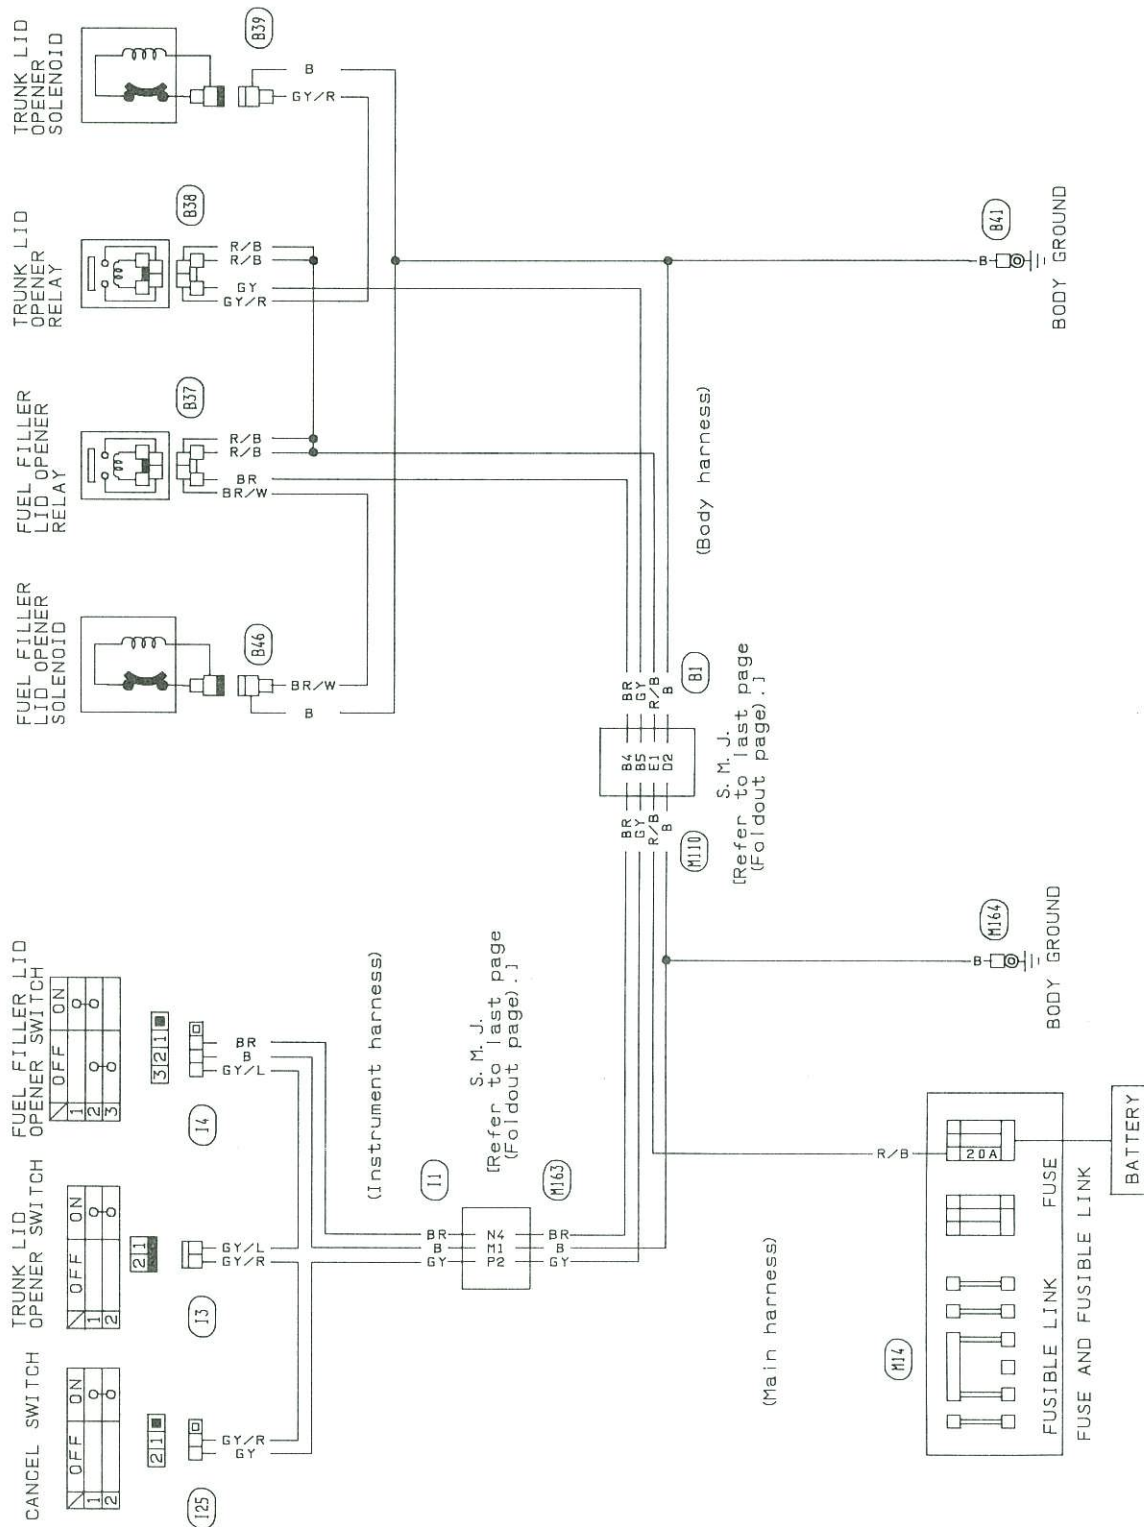 CANCEL SWITCH
OFF
ON
1
2
2 1
I25
GY/R
GY
TRUNK LID
OPENER SWITCH
OFF
ON
1
2
2 1
I3
GY/L
GY/R
FUEL FILLER LID
OPENER SWITCH
OFF
ON
1
2
3
3 2 1
I4
BR
B
GY/L
(Instrument harness)
I1
BR
B
GY
N4
M1
P2
BR
B
GY
M163
S. M. J.
[Refer to last page
(Foldout page).]
(Main harness)
M14
FUSIBLE LINK
FUSE
20A
R/B
FUSE AND FUSIBLE LINK
BATTERY
M164
B
BODY GROUND
M110
BR
GY
R/B
B
B4
B5
E1
D2
BR
GY
R/B
B
B1
S. M. J.
[Refer to last page
(Foldout page).]
(Body harness)
FUEL FILLER
LID OPENER
SOLENOID
B46
BR/W
B
FUEL FILLER
LID OPENER
RELAY
B37
R/B
R/B
BR
BR/W
TRUNK LID
OPENER
RELAY
B38
R/B
R/B
GY
GY/R
TRUNK LID
OPENER
SOLENOID
B39
B
GY/R
B41
B
BODY GROUND